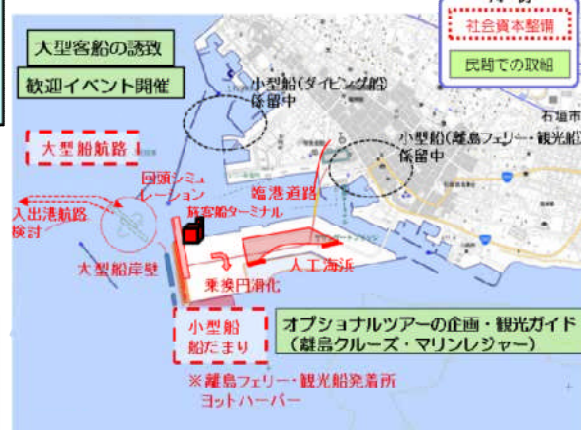 大型客船の誘致
歓迎イベント開催
社会資本整備
民間での取組
小型船(ダイビング船)
係留中
石垣市
小型船(離島フェリー・観光船)
係留中
大型船航路
回頭シミュ
レーション
臨港道路
旅客船ターミナル
入出港航路
検討
大型船岸壁
人工海浜
乗換円滑化
小型船
船だまり
オプショナルツアーの企画・観光ガイド
(離島クルーズ・マリンレジャー)
※離島フェリー・観光船発着所
ヨットハーバー